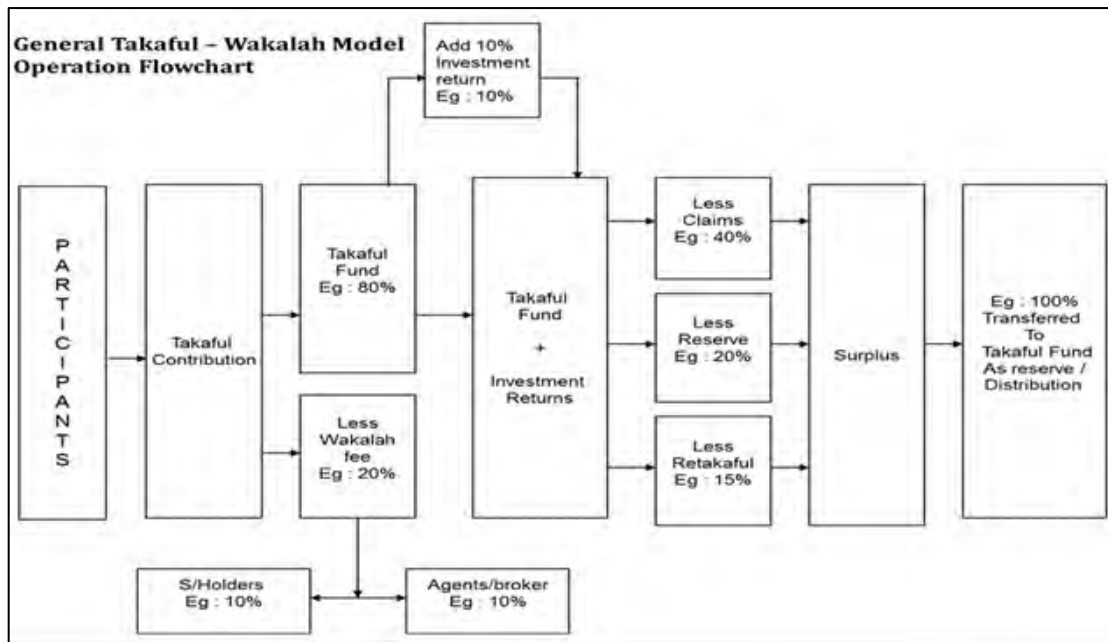 General Takaful – Wakalah Model
Operation Flowchart
Add 10%
Investment
return
Eg : 10%
PARTICIPANTS
Takaful
Contribution
Takaful
Fund
Eg : 80%
Less
Wakalah
fee
Eg : 20%
S/Holders
Eg : 10%
Agents/broker
Eg : 10%
Takaful
Fund
+
Investment
Returns
Less
Claims
Eg : 40%
Less
Reserve
Eg : 20%
Less
Retakaful
Eg : 15%
Surplus
Eg : 100%
Transferred
To
Takaful Fund
As reserve /
Distribution